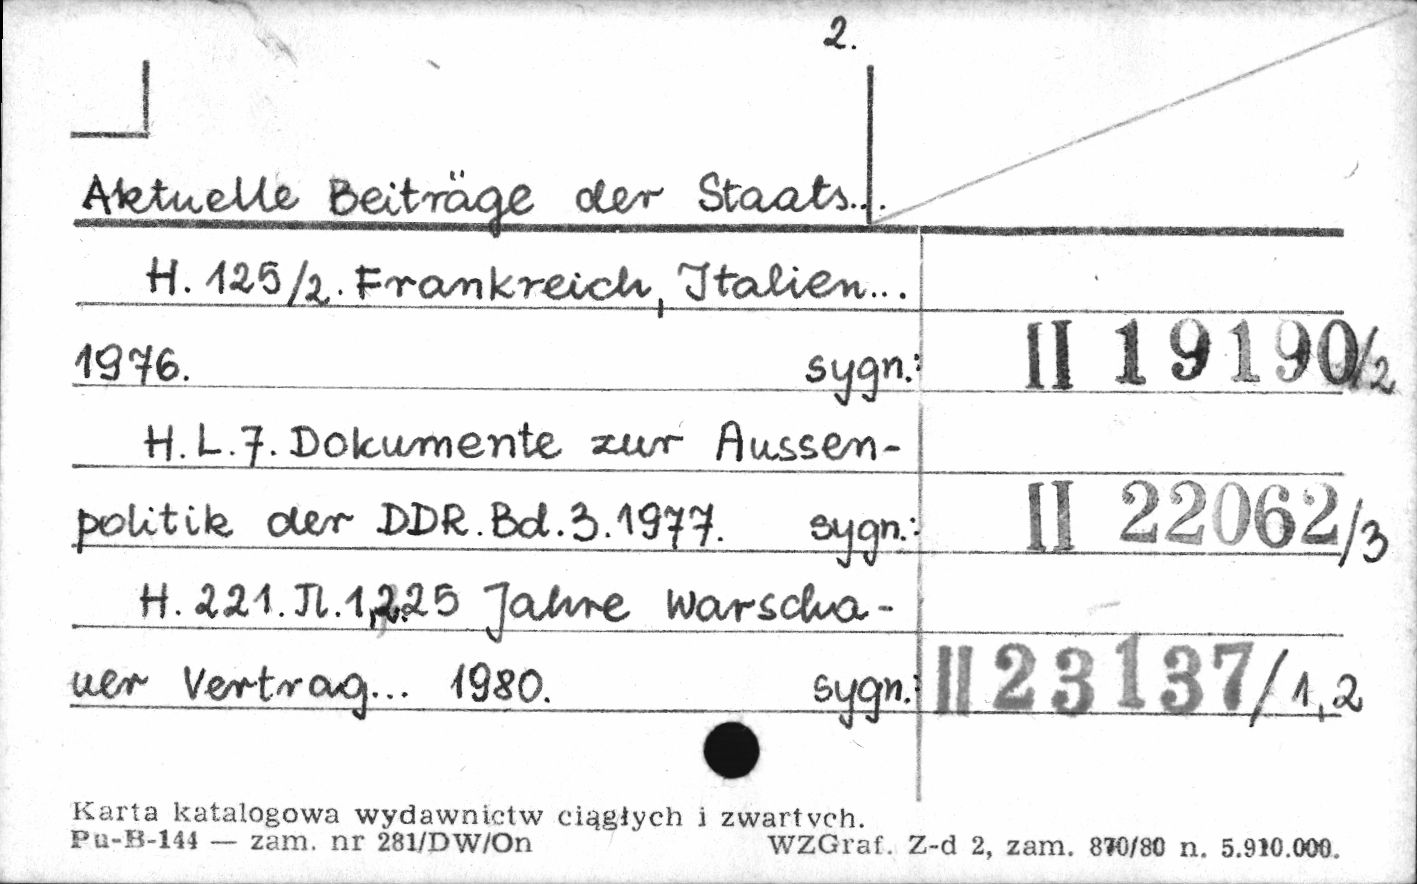 2.
Aktuelle Beiträge der Staats...
H. 125/2. Frankreich, Italien...
1976. sygn.: II 19190/2
H. L. 7. Dokumente zur Aussen-
politik der DDR. Bd. 3. 1977. sygn.: II 22062/3
H. 221. Tl. 1,2. 25 Jahre Warscha-
uer Vertrag... 1980. sygn.: II 23137/1,2
Karta katalogowa wydawnictw ciągłych i zwartych.
Pu-B-144 — zam. nr 281/DW/On WZGraf. Z-d 2, zam. 870/80 n. 5.910.000.